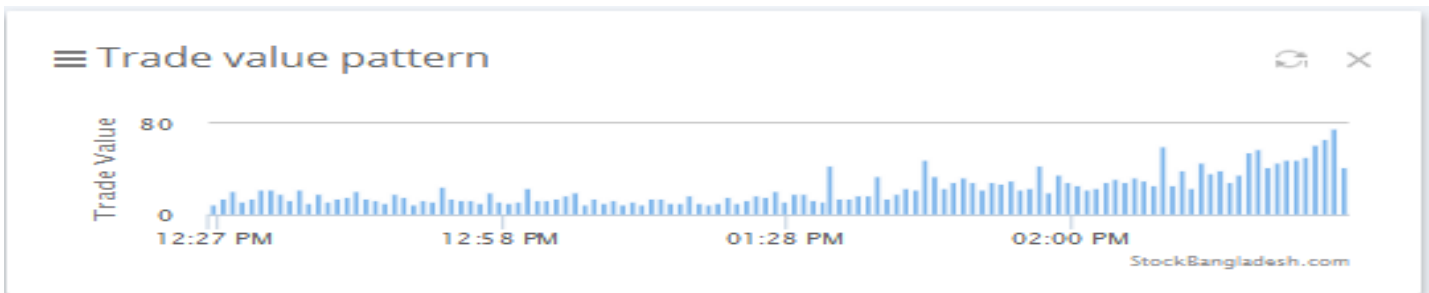 Trade value pattern
Trade Value
80
0
12:27 PM 12:58 PM 01:28 PM 02:00 PM
StockBangladesh.com